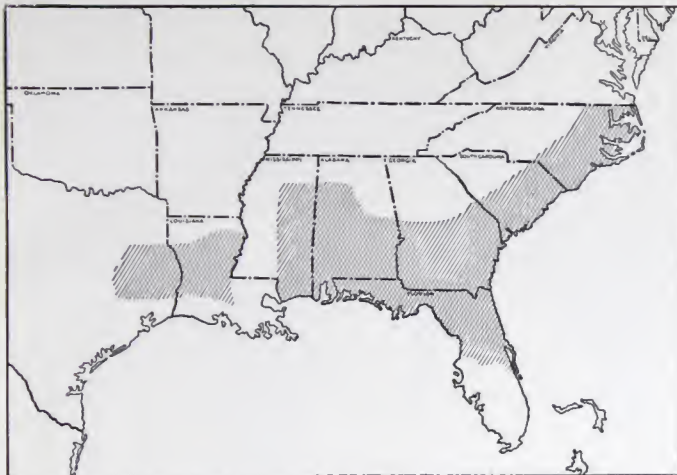 KENTUCKY
OKLAHOMA
ARKANSAS
TENNESSEE
NORTH CAROLINA
MISSISSIPPI
ALABAMA
GEORGIA
SOUTH CAROLINA
LOUISIANA
FLORIDA